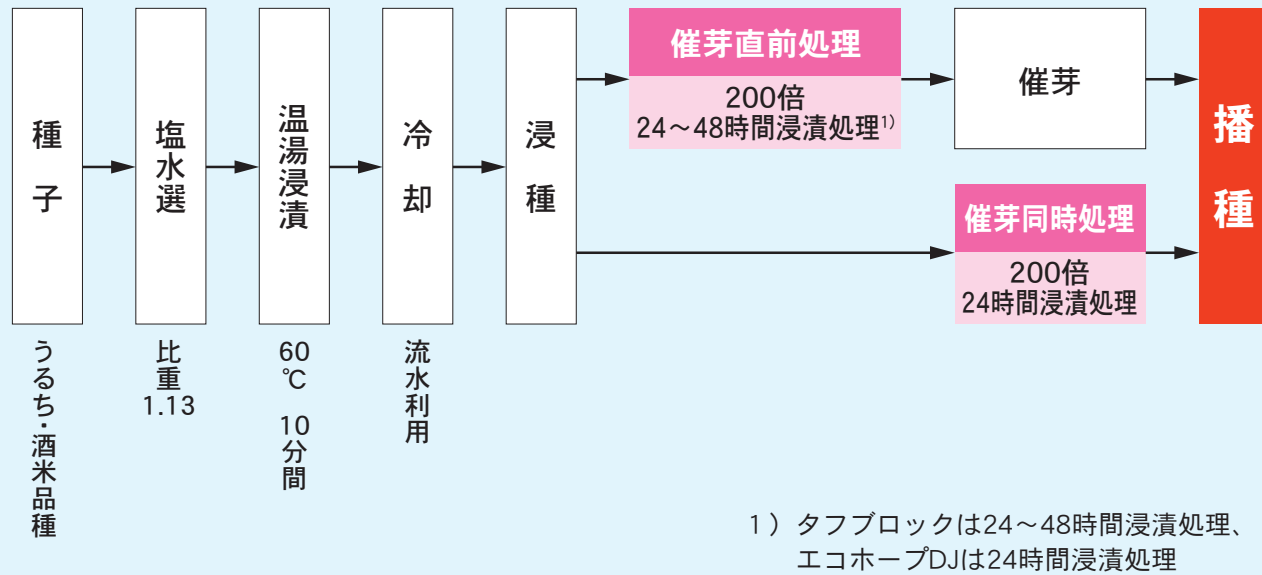 種子
塩水選
温湯浸漬
冷却
浸種
催芽直前処理
200倍
24～48時間浸漬処理1)
催芽
催芽同時処理
200倍
24時間浸漬処理
播種
うるち・酒米品種
比重
1.13
60
℃
10
分間
流水利用
1）タフブロックは24～48時間浸漬処理、
エコホープDJは24時間浸漬処理